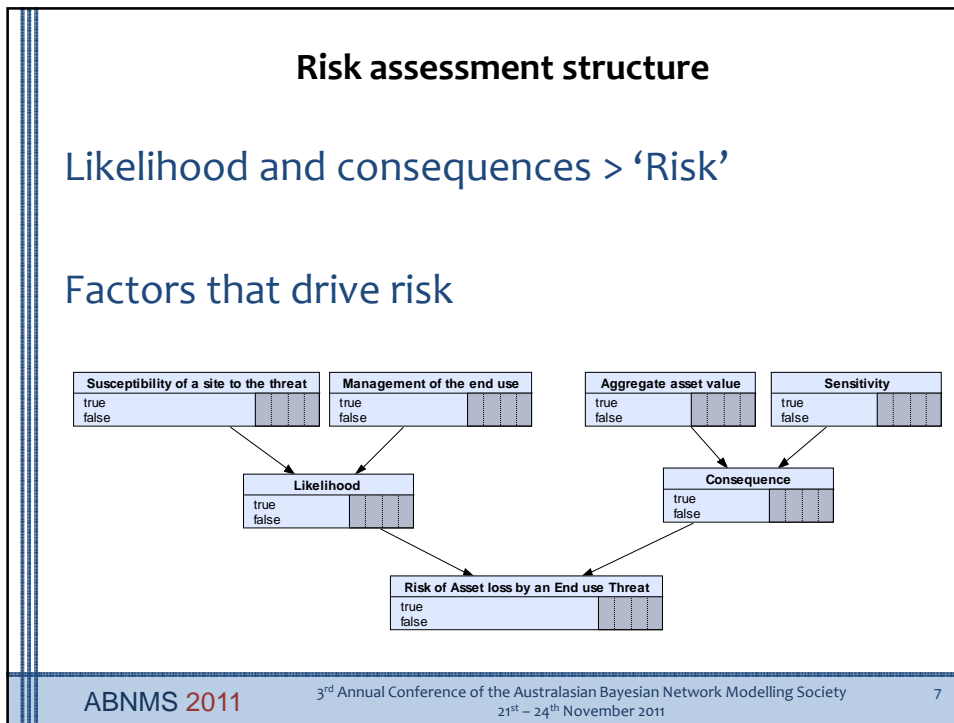 Risk assessment structure
Likelihood and consequences > ‘Risk’
Factors that drive risk
Susceptibility of a site to the threat
true
false
Management of the end use
true
false
Aggregate asset value
true
false
Sensitivity
true
false
Likelihood
true
false
Consequence
true
false
Risk of Asset loss by an End use Threat
true
false
ABNMS 2011
3rd Annual Conference of the Australasian Bayesian Network Modelling Society
21st – 24th November 2011
7